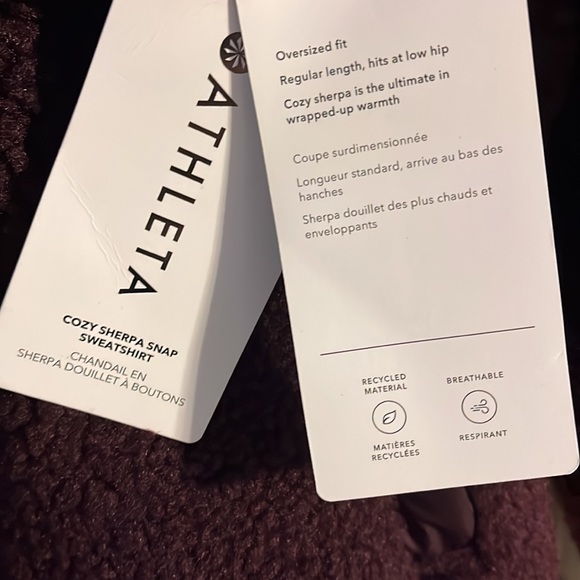 ATHLETA
COZY SHERPA SNAP
SWEATSHIRT
CHANDAIL EN
SHERPA DOUILLET À BOUTONS
Oversized fit
Regular length, hits at low hip
Cozy sherpa is the ultimate in
wrapped-up warmth
Coupe surdimensionnée
Longueur standard, arrive au bas des
hanches
Sherpa douillet des plus chauds et
enveloppants
RECYCLED
MATERIAL
MATIÈRES
RECYCLÉES
BREATHABLE
RESPIRANT